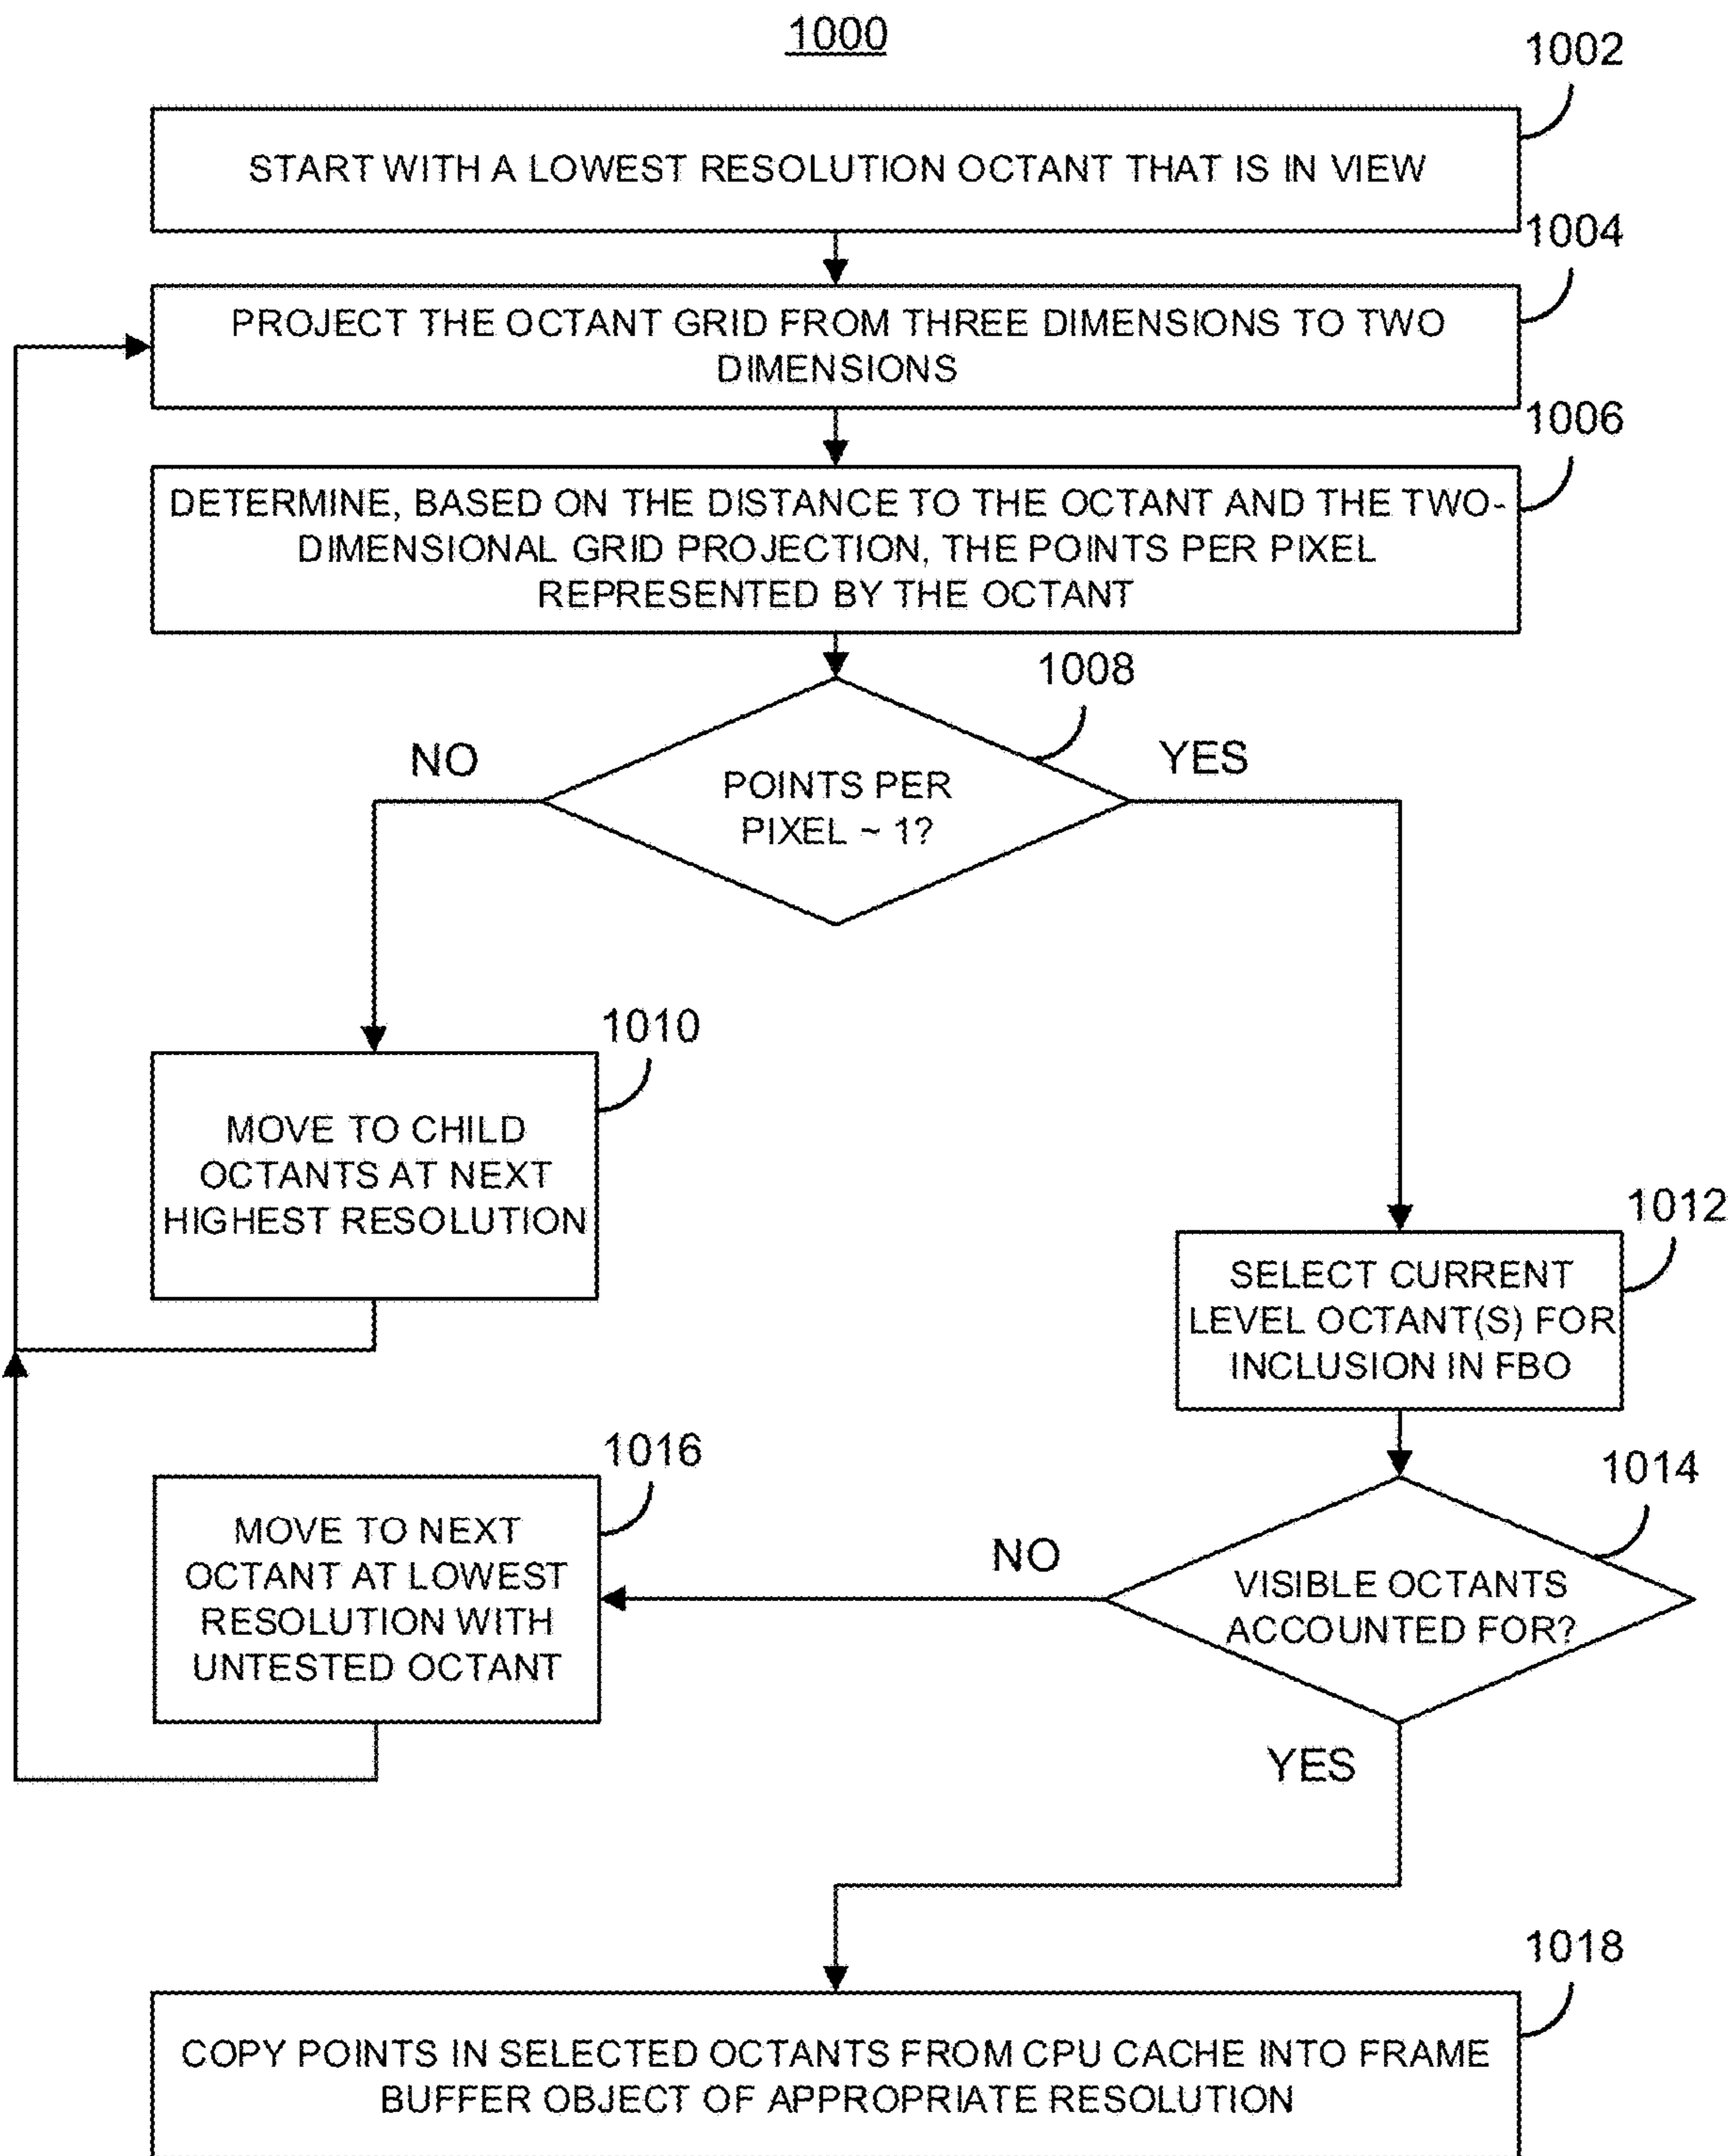 1000
1002
START WITH A LOWEST RESOLUTION OCTANT THAT IS IN VIEW
1004
PROJECT THE OCTANT GRID FROM THREE DIMENSIONS TO TWO
DIMENSIONS
1006
DETERMINE, BASED ON THE DISTANCE TO THE OCTANT AND THE TWO-
DIMENSIONAL GRID PROJECTION, THE POINTS PER PIXEL
REPRESENTED BY THE OCTANT
1008
NO
YES
POINTS PER
PIXEL ~ 1?
1010
MOVE TO CHILD
OCTANTS AT NEXT
HIGHEST RESOLUTION
1012
SELECT CURRENT
LEVEL OCTANT(S) FOR
INCLUSION IN FBO
1014
VISIBLE OCTANTS
ACCOUNTED FOR?
NO
1016
MOVE TO NEXT
OCTANT AT LOWEST
RESOLUTION WITH
UNTESTED OCTANT
YES
1018
COPY POINTS IN SELECTED OCTANTS FROM CPU CACHE INTO FRAME
BUFFER OBJECT OF APPROPRIATE RESOLUTION